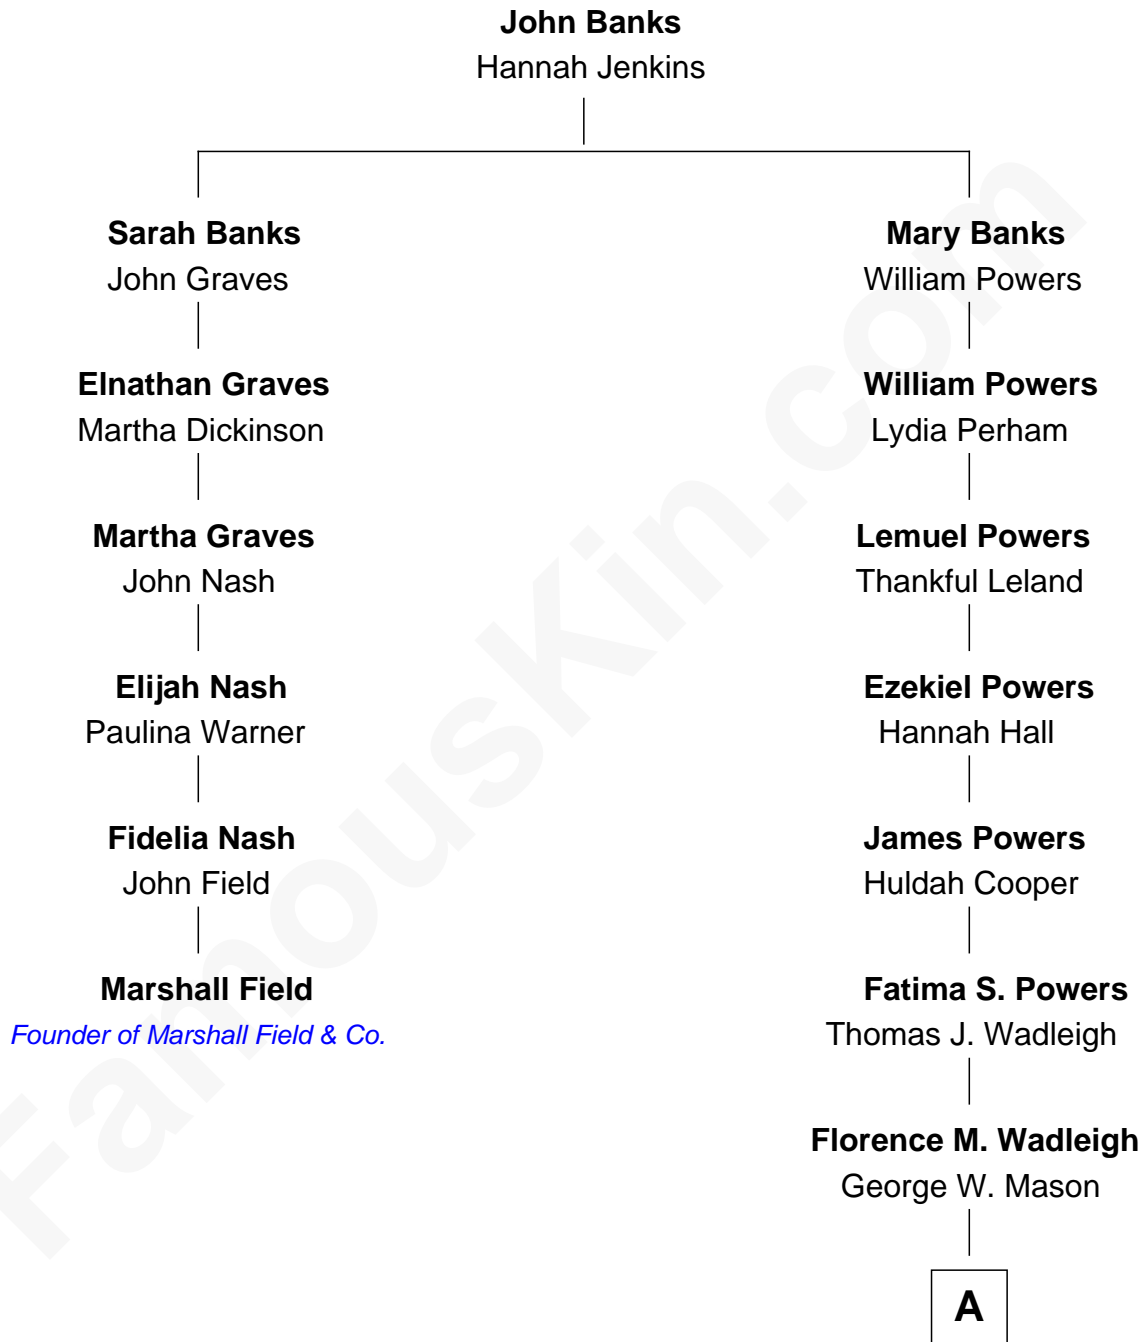 John Banks
Hannah Jenkins
Sarah Banks
John Graves
Mary Banks
William Powers
Elnathan Graves
Martha Dickinson
William Powers
Lydia Perham
Martha Graves
John Nash
Lemuel Powers
Thankful Leland
Elijah Nash
Paulina Warner
Ezekiel Powers
Hannah Hall
Fidelia Nash
John Field
James Powers
Huldah Cooper
Marshall Field
Founder of Marshall Field & Co.
Fatima S. Powers
Thomas J. Wadleigh
Florence M. Wadleigh
George W. Mason
A
FamousKin.com